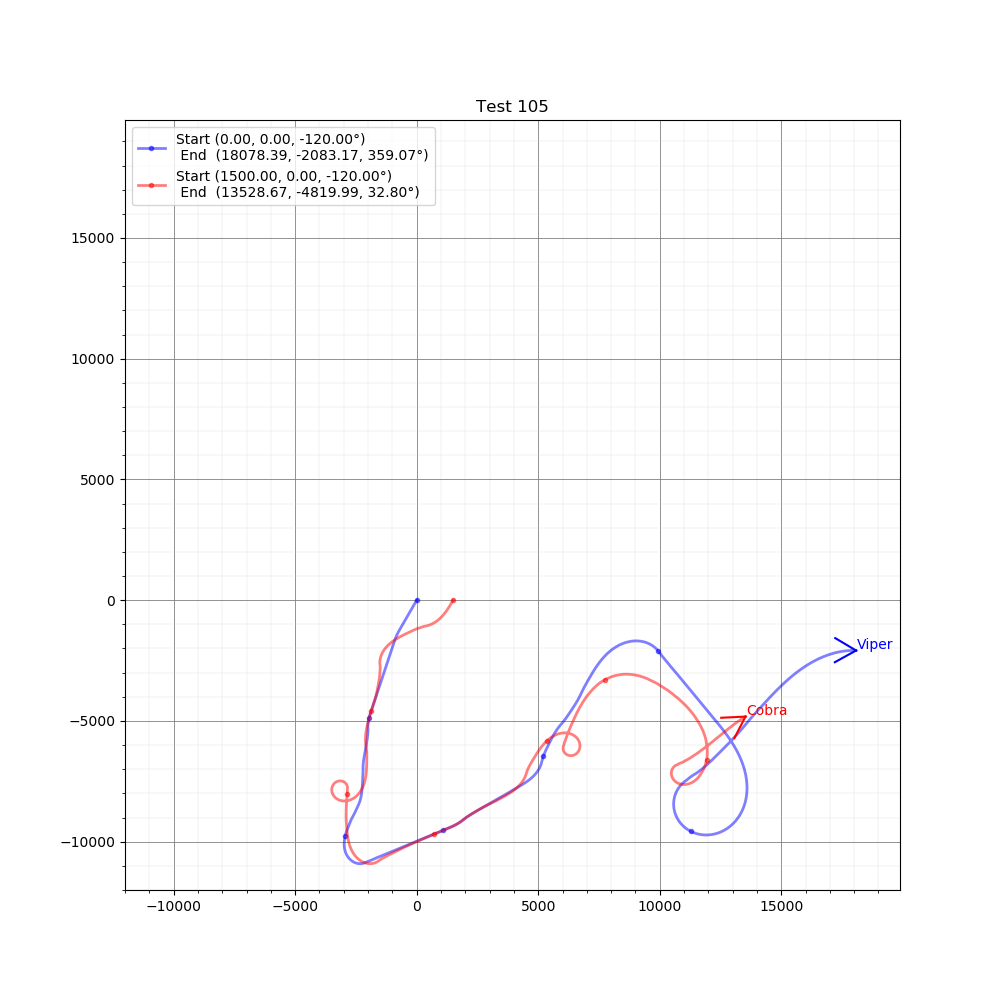 Test 105
Start (0.00, 0.00, -120.00°)
End (18078.39, -2083.17, 359.07°)
Start (1500.00, 0.00, -120.00°)
End (13528.67, -4819.99, 32.80°)
15000
10000
5000
0
Viper
Cobra
−5000
−10000
−10000 −5000 0 5000 10000 15000